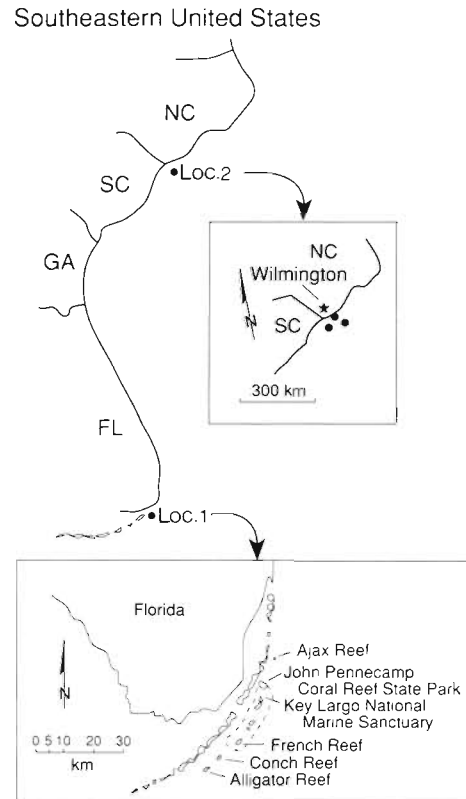 Southeastern United States
NC
SC
Loc.2
GA
NC
Wilmington
N
SC
300 km
FL
Loc.1
Florida
N
Ajax Reef
John Pennecamp
Coral Reef State Park
Key Largo National
Marine Sanctuary
French Reef
Conch Reef
Alligator Reef
0 5 10 20 30
km